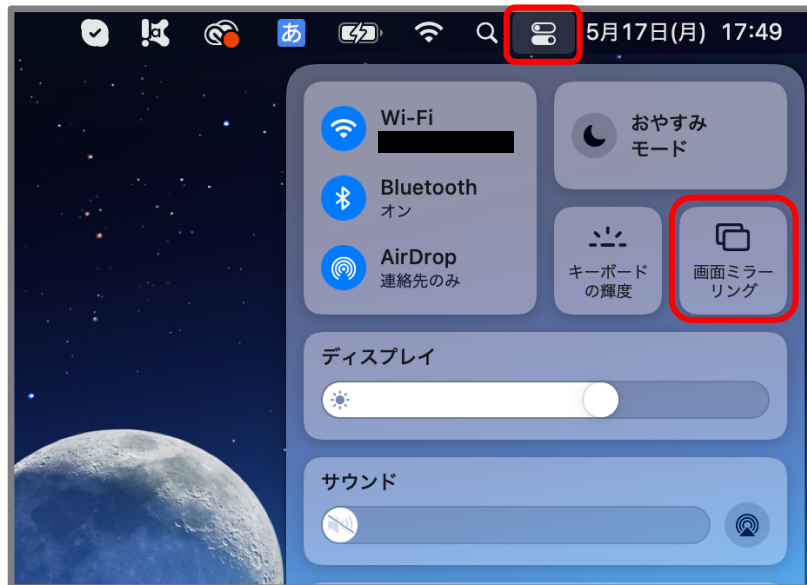 あ
5月17日(月) 17:49
Wi-Fi
おやすみ
モード
Bluetooth
オン
AirDrop
連絡先のみ
キーボード
の輝度
画面ミラー
リング
ディスプレイ
サウンド